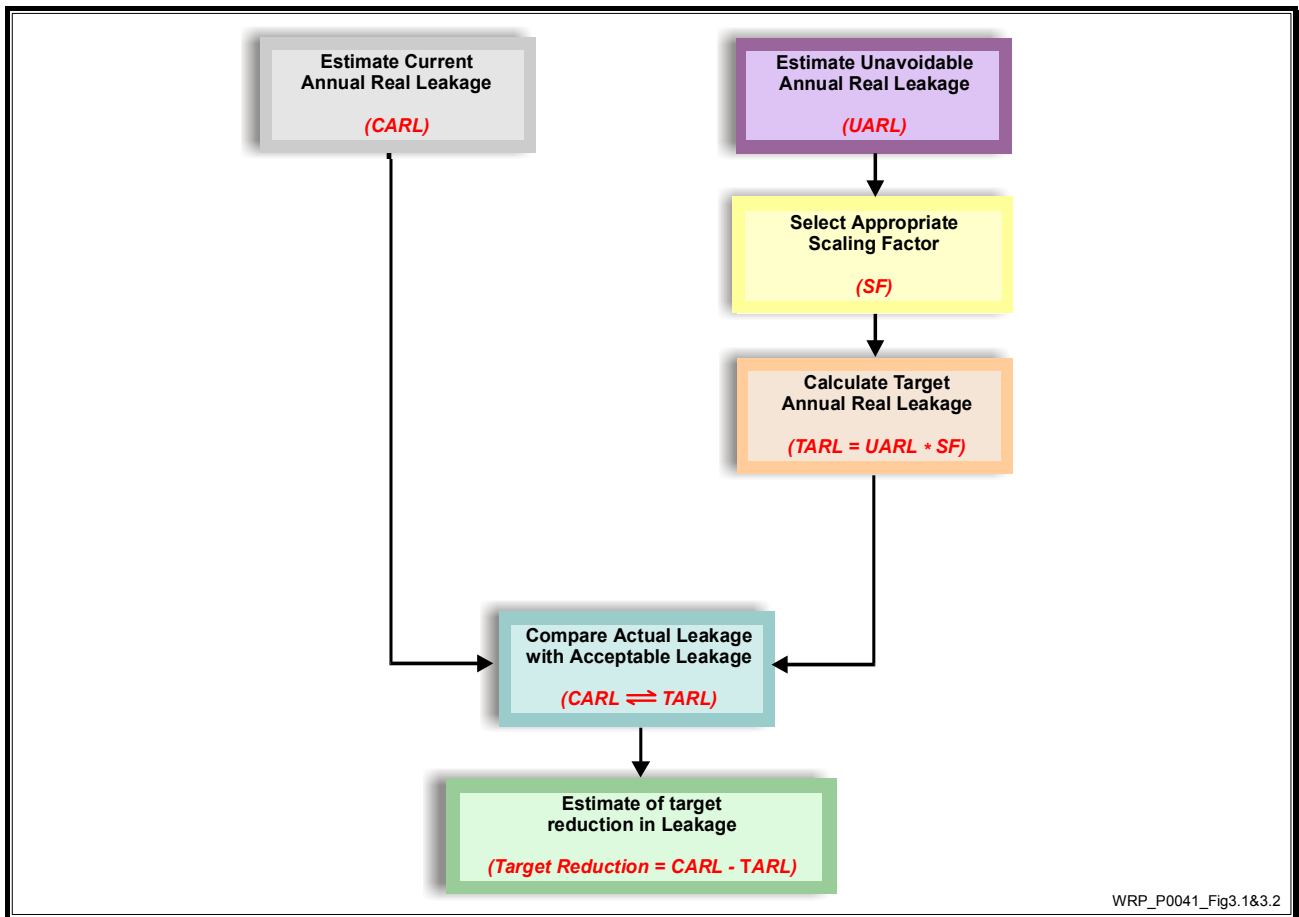 Estimate Current
Annual Real Leakage
(CARL)
Estimate Unavoidable
Annual Real Leakage
(UARL)
Select Appropriate
Scaling Factor
(SF)
Calculate Target
Annual Real Leakage
(TARL = UARL * SF)
Compare Actual Leakage
with Acceptable Leakage
(CARL ⇌ TARL)
Estimate of target
reduction in Leakage
(Target Reduction = CARL - TARL)
WRP_P0041_Fig3.1&3.2